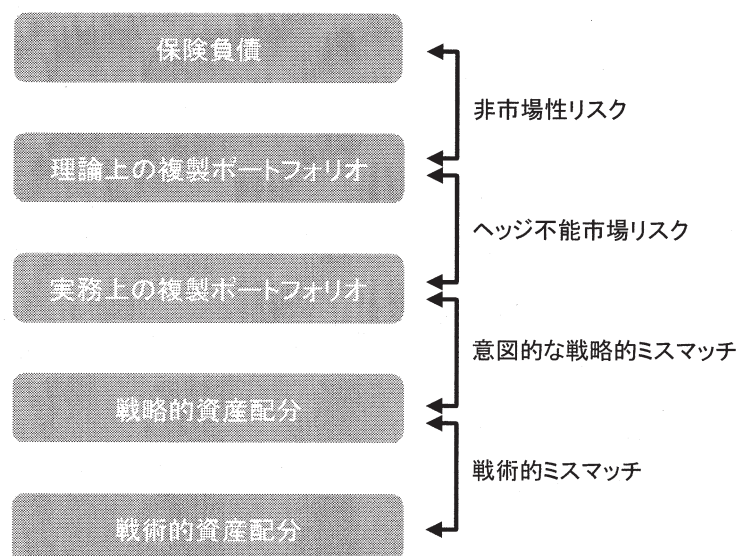 保険負債
非市場性リスク
理論上の複製ポートフォリオ
ヘッジ不能市場リスク
実務上の複製ポートフォリオ
意図的な戦略的ミスマッチ
戦略的資産配分
戦術的ミスマッチ
戦術的資産配分